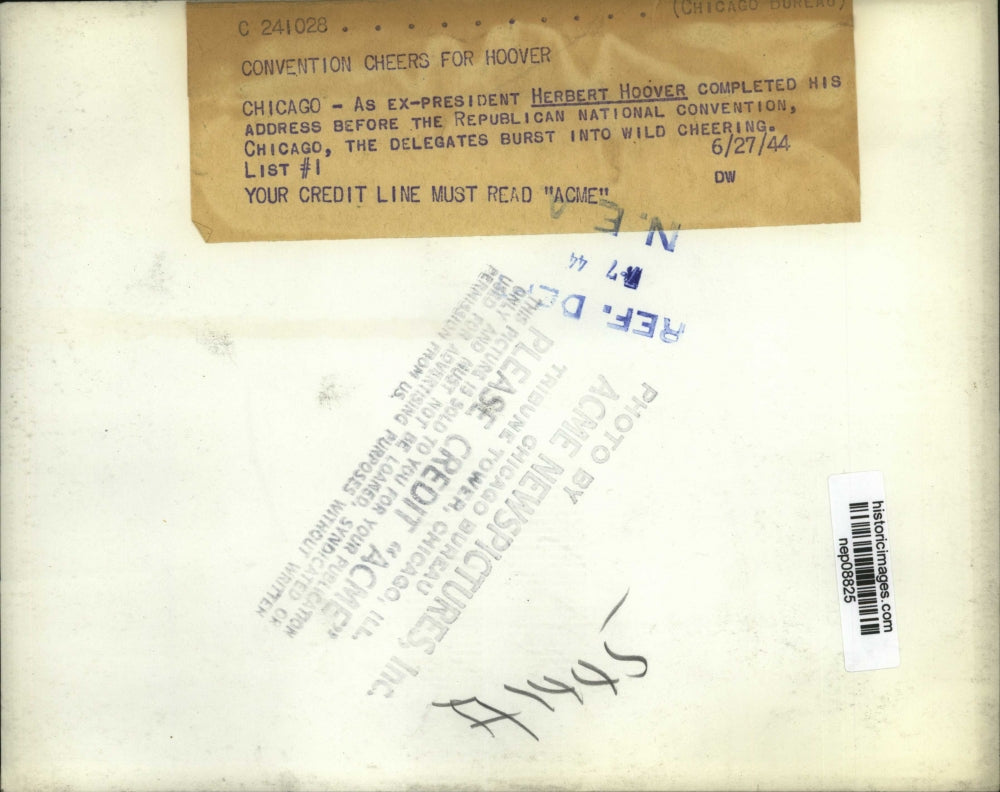 C 241028 . . . . . . . . . (CHICAGO BUREAU)
CONVENTION CHEERS FOR HOOVER
CHICAGO – AS EX-PRESIDENT HERBERT HOOVER COMPLETED HIS
ADDRESS BEFORE THE REPUBLICAN NATIONAL CONVENTION,
CHICAGO, THE DELEGATES BURST INTO WILD CHEERING.
LIST #1 6/27/44
DW
YOUR CREDIT LINE MUST READ "ACME"
N. E. A
7 44
REF. DE
PHOTO BY
ACME NEWSPICTURES, Inc.
TRIBUNE TOWER, CHICAGO BUREAU
CHICAGO, ILL.
PLEASE CREDIT "ACME"
THIS PICTURE IS SOLD TO YOU FOR YOUR PUBLICATION
ONLY AND MUST NOT BE LOANED, SYNDICATED OR
USED FOR ADVERTISING PURPOSES WITHOUT WRITTEN
PERMISSION FROM US.
historicimages.com
nep08825